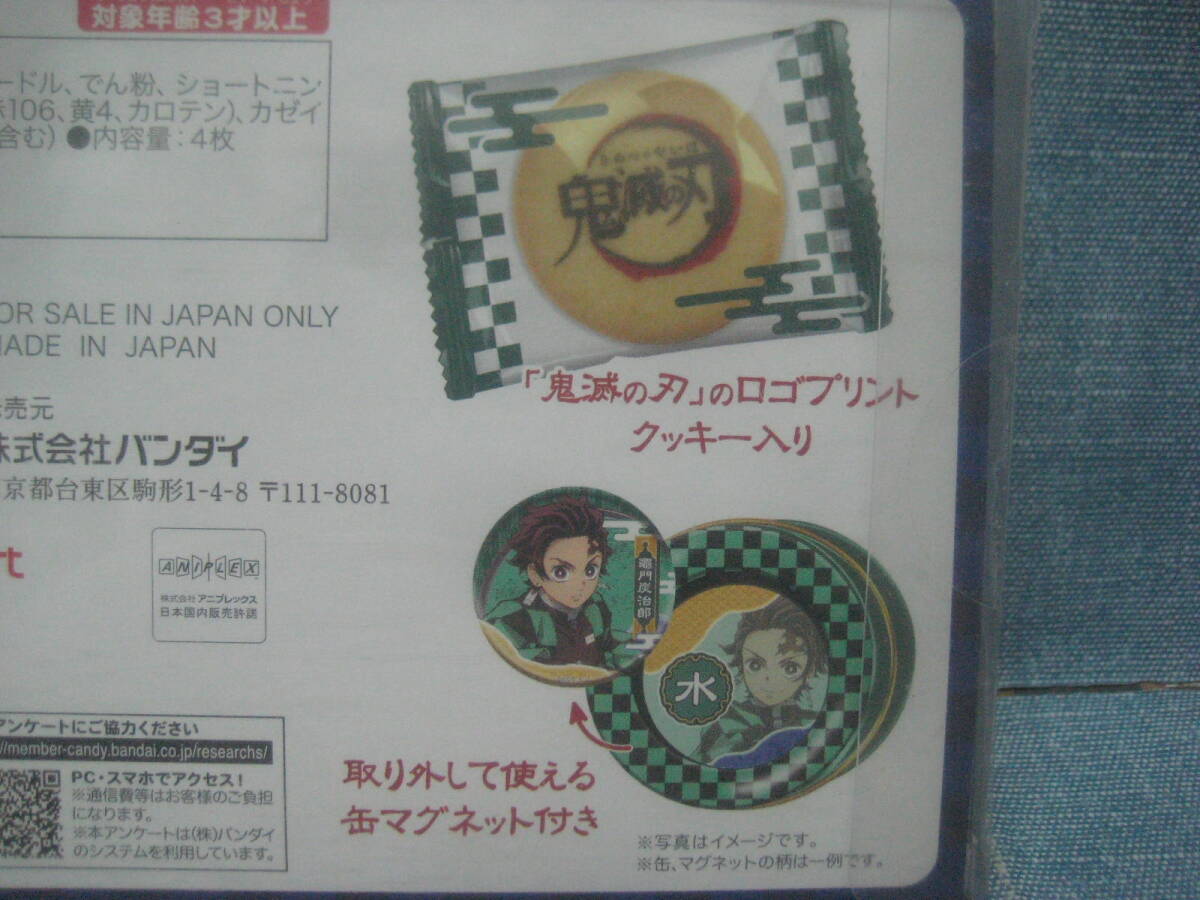 対象年齢3才以上
ードル、でん粉、ショートニン
106、黄4、カロテン)、カゼイ
含む) ●内容量:4枚
鬼滅の刃
OR SALE IN JAPAN ONLY
MADE IN JAPAN
「鬼滅の刃」のロゴプリント
クッキー入り
売元
株式会社バンダイ
京都台東区駒形1-4-8 〒111-8081
ANIPLEX
株式会社 アニプレックス
日本国内販売許諾
竈門炭治郎
水
アンケートにご協力ください
//member-candy.bandai.co.jp/researchs/
PC・スマホでアクセス!
※通信費等はお客様のご負担
になります。
※本アンケートは(株)バンダイ
のシステムを利用しています。
取り外して使える
缶マグネット付き
※写真はイメージです。
※缶、マグネットの柄は一例です。